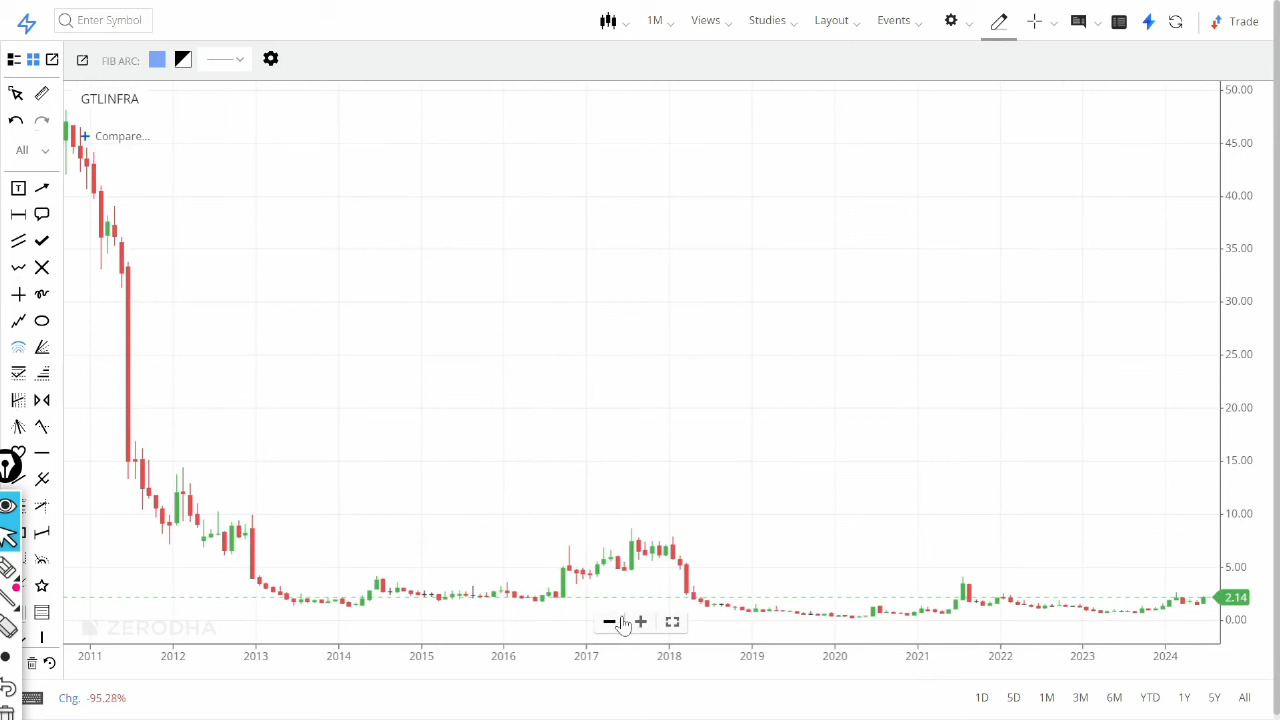 Enter Symbol
1M
Views
Studies
Layout
Events
Trade
FIB ARC:
GTLINFRA
Compare...
All
50.00
45.00
40.00
35.00
30.00
25.00
20.00
15.00
10.00
5.00
2.14
0.00
ZERODHA
2011 2012 2013 2014 2015 2016 2017 2018 2019 2020 2021 2022 2023 2024
Chg. -95.28%
1D 5D 1M 3M 6M YTD 1Y 5Y All